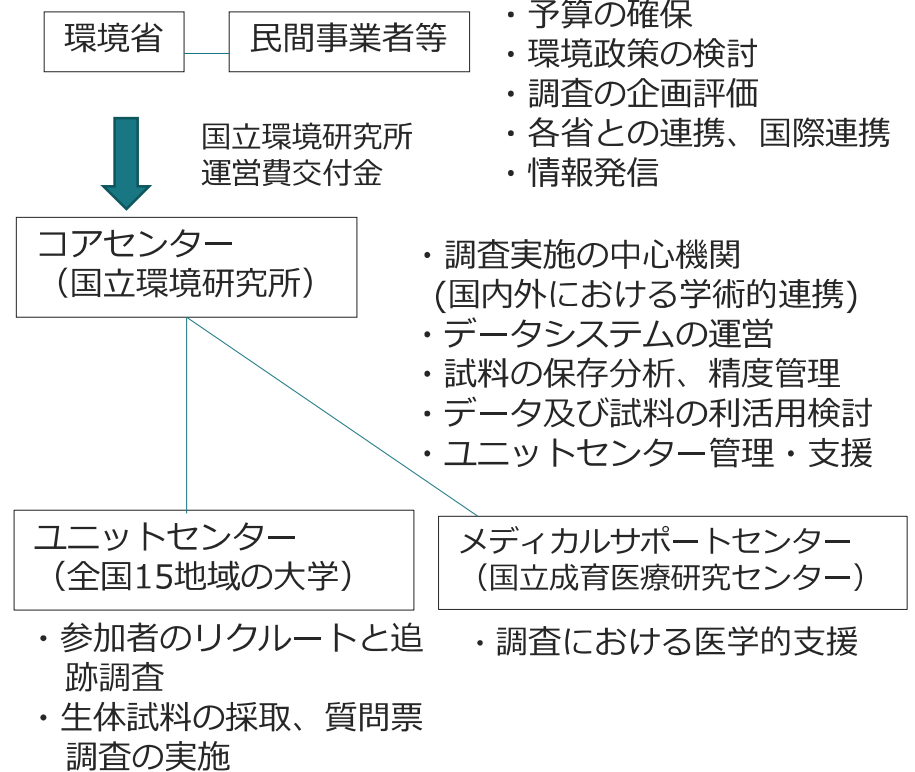 環境省
民間事業者等
・予算の確保
・環境政策の検討
・調査の企画評価
・各省との連携、国際連携
・情報発信
国立環境研究所
運営費交付金
コアセンター
（国立環境研究所）
・調査実施の中心機関
(国内外における学術的連携)
・データシステムの運営
・試料の保存分析、精度管理
・データ及び試料の利活用検討
・ユニットセンター管理・支援
ユニットセンター
（全国15地域の大学）
・参加者のリクルートと追
跡調査
・生体試料の採取、質問票
調査の実施
メディカルサポートセンター
（国立成育医療研究センター）
・調査における医学的支援